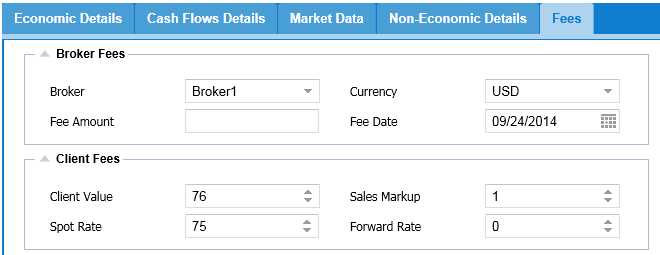 Economic Details Cash Flows Details Market Data Non-Economic Details Fees
Broker Fees
Broker Broker1 Currency USD
Fee Amount Fee Date 09/24/2014
Client Fees
Client Value 76 Sales Markup 1
Spot Rate 75 Forward Rate 0